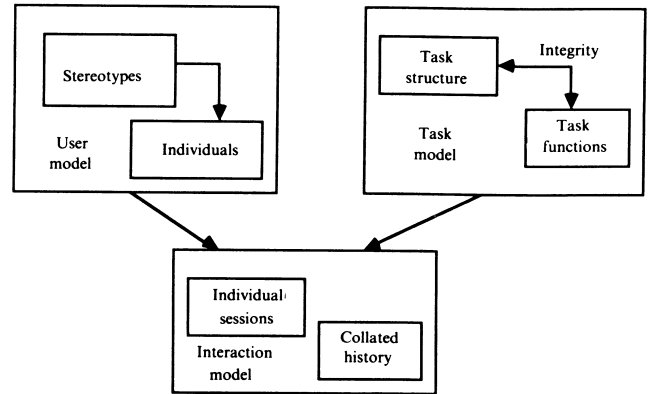 Stereotypes
Individuals
User
model
Task
structure
Integrity
Task
functions
Task
model
Individual
sessions
Collated
history
Interaction
model